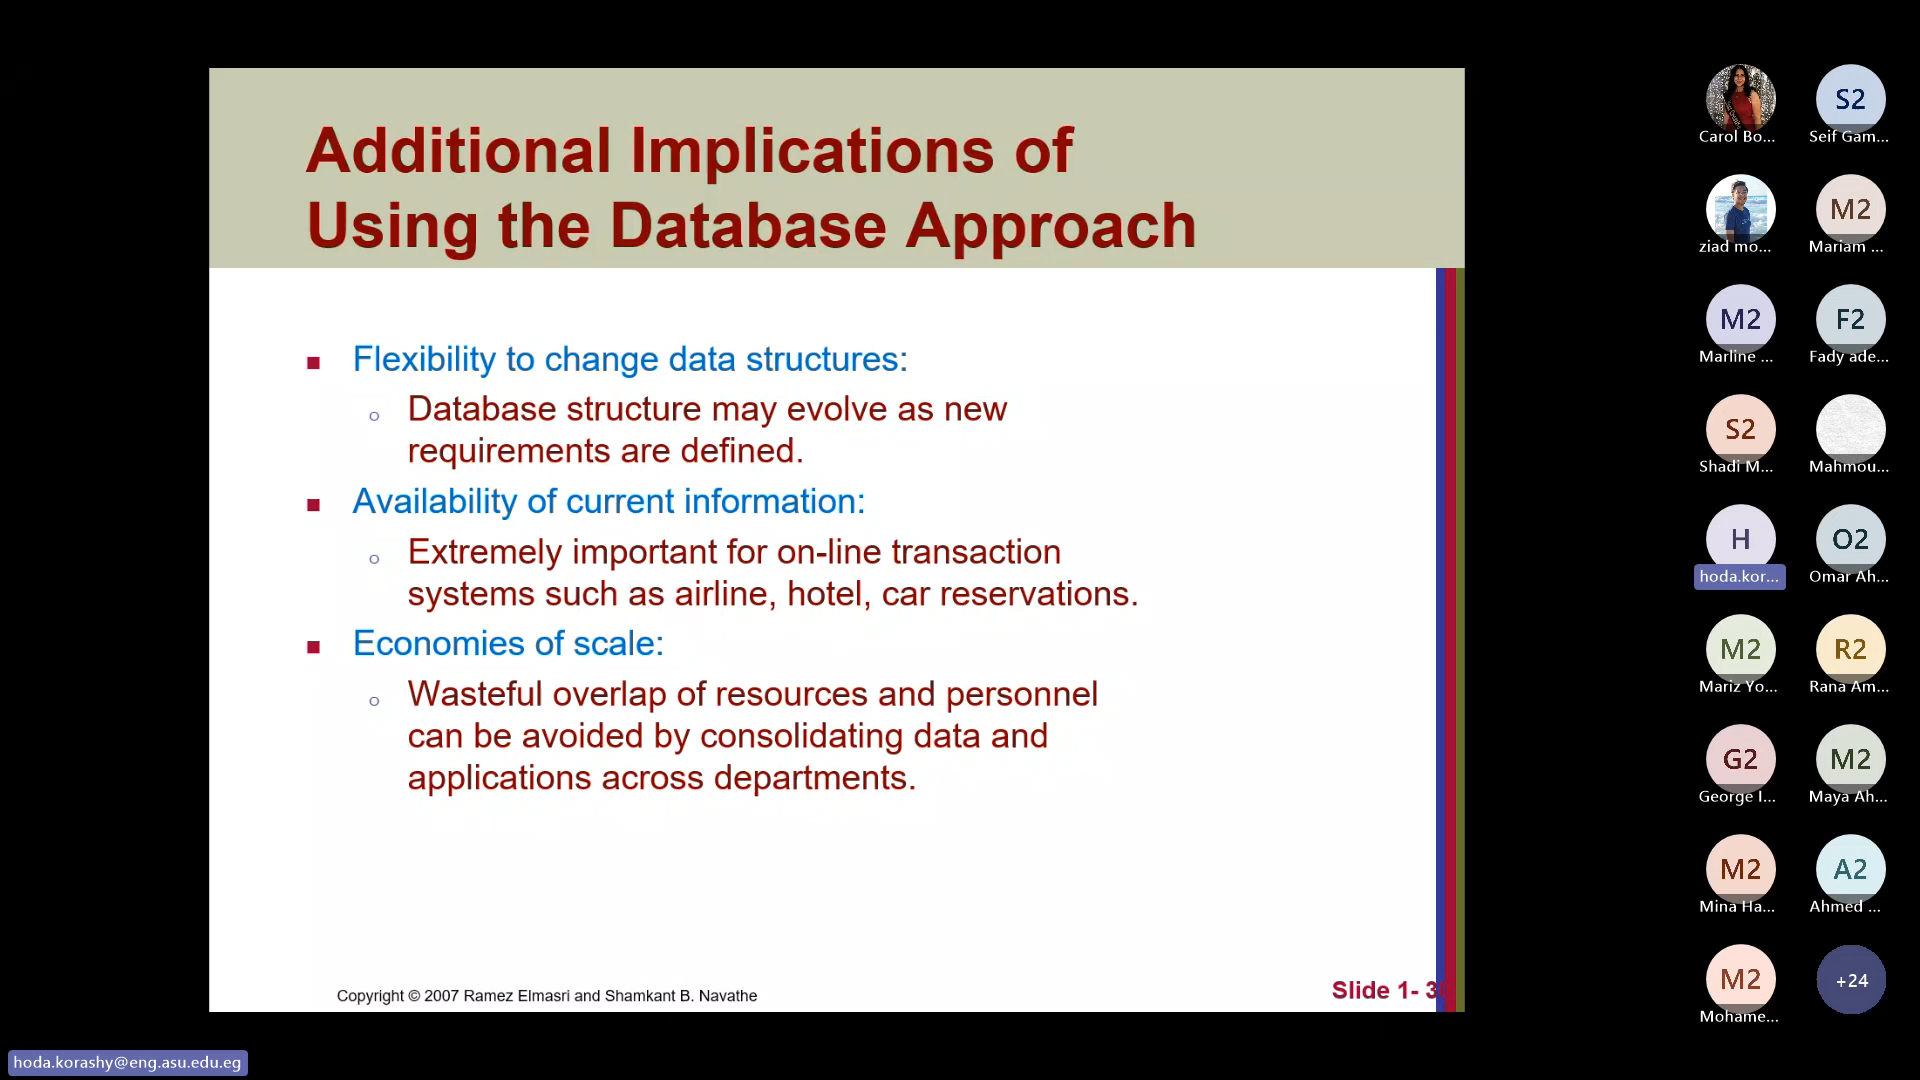 Additional Implications of
Using the Database Approach
Flexibility to change data structures:
Database structure may evolve as new
requirements are defined.
Availability of current information:
Extremely important for on-line transaction
systems such as airline, hotel, car reservations.
Economies of scale:
Wasteful overlap of resources and personnel
can be avoided by consolidating data and
applications across departments.
Copyright © 2007 Ramez Elmasri and Shamkant B. Navathe
Slide 1- 3
Carol Bo...
S2
Seif Gam...
ziad mo...
M2
Mariam ...
M2
Marline ...
F2
Fady ade...
S2
Shadi M...
Mahmou...
H
hoda.kor...
O2
Omar Ah...
M2
Mariz Yo...
R2
Rana Am...
G2
George I...
M2
Maya Ah...
M2
Mina Ha...
A2
Ahmed ...
M2
Mohame...
+24
hoda.korashy@eng.asu.edu.eg